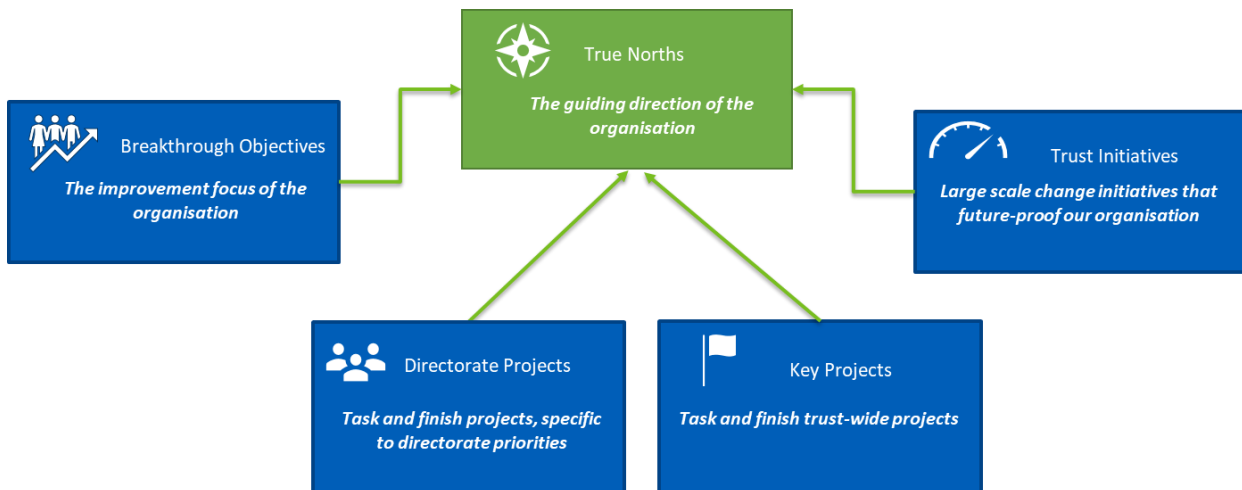 True Norths
The guiding direction of the
organisation
Breakthrough Objectives
The improvement focus of the
organisation
Trust Initiatives
Large scale change initiatives that
future-proof our organisation
Directorate Projects
Task and finish projects, specific
to directorate priorities
Key Projects
Task and finish trust-wide projects